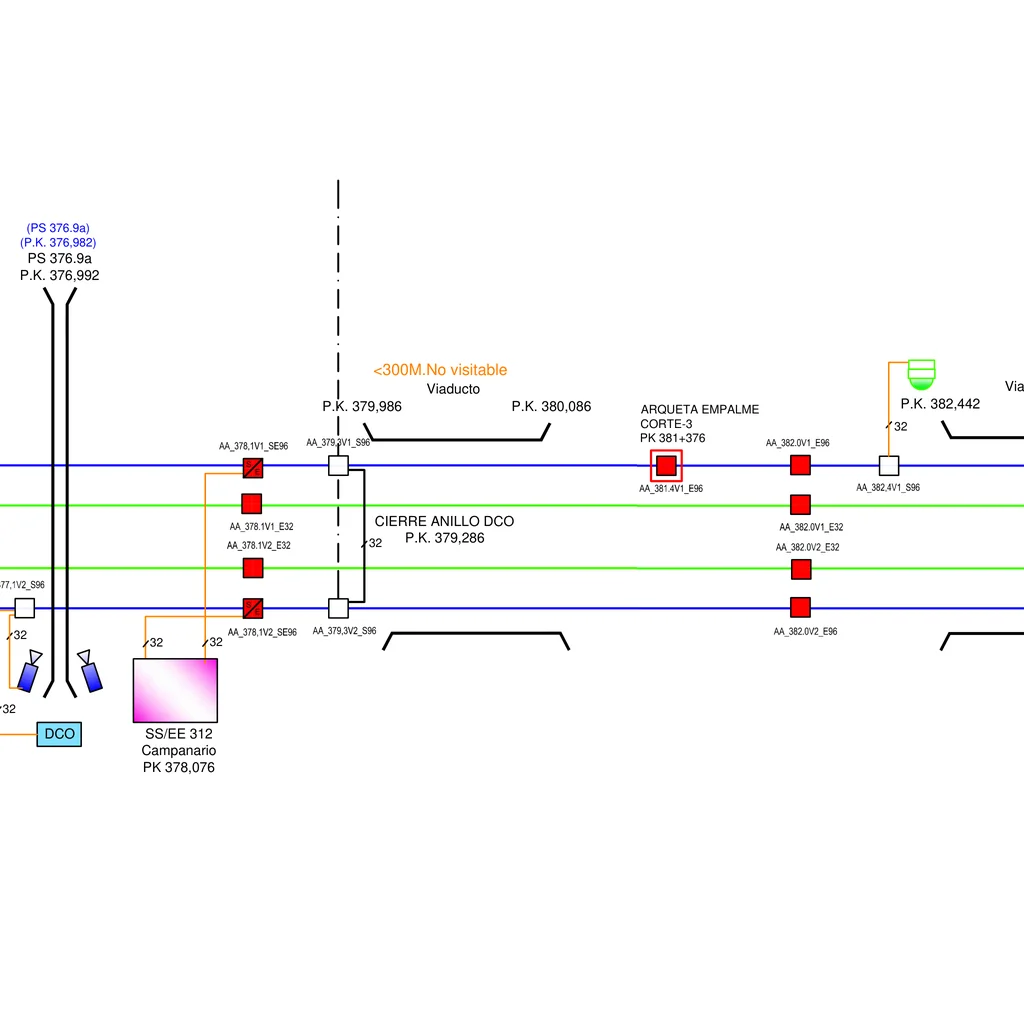 (PS 376.9a)
(P.K. 376,982)
PS 376.9a
P.K. 376,992
<300M.No visitable
Viaducto
P.K. 379,986
P.K. 380,086
ARQUETA EMPALME
CORTE-3
PK 381+376
Via
P.K. 382,442
32
AA_378,1V1_SE96
AA_379,3V1_S96
AA_382.0V1_E96
S/E
AA_381.4V1_E96
AA_382,4V1_S96
AA_378.1V1_E32
CIERRE ANILLO DCO
P.K. 379,286
AA_382.0V1_E32
AA_378.1V2_E32
32
AA_382.0V2_E32
77,1V2_S96
S/E
AA_378,1V2_SE96
AA_379,3V2_S96
AA_382.0V2_E96
32
32
32
32
DCO
SS/EE 312
Campanario
PK 378,076